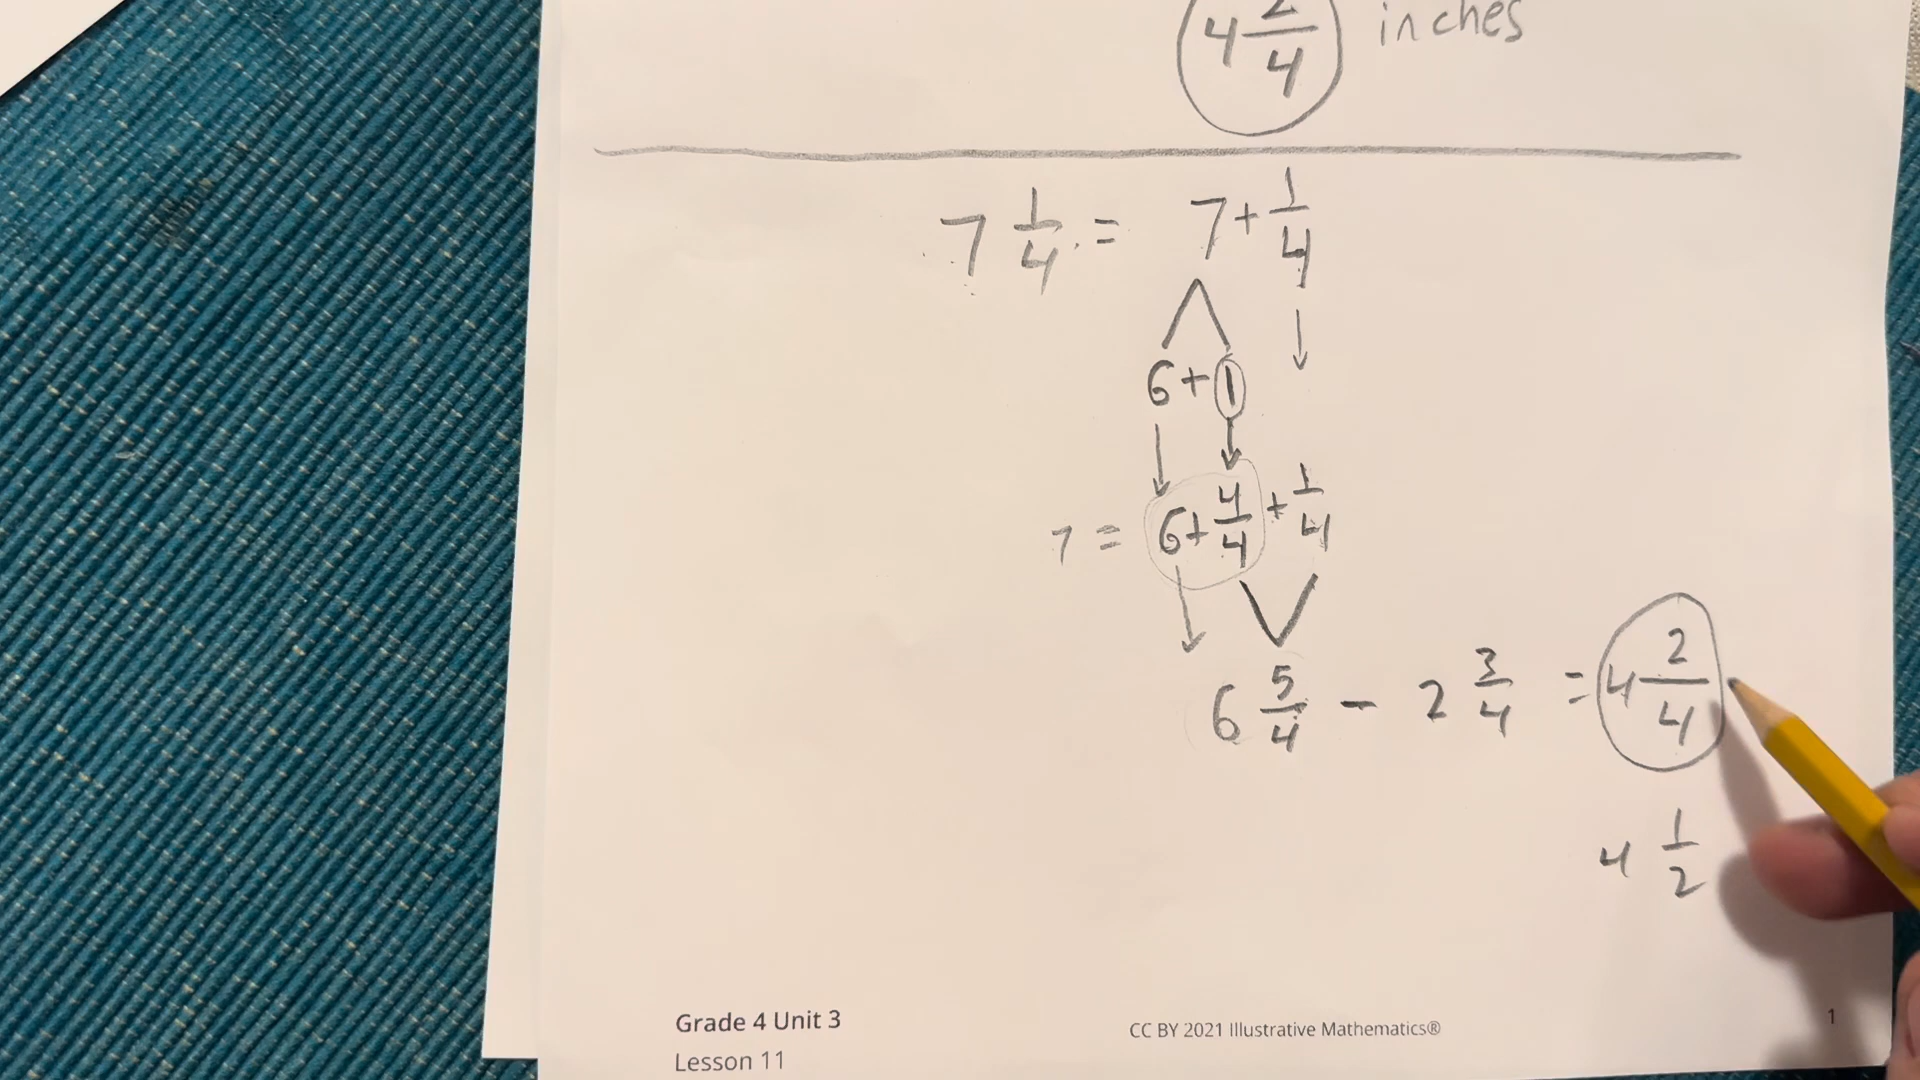 4 2/4 inches
7 1/4 = 7 + 1/4
6 + 1
7 = 6 + 4/4 + 1/4
6 5/4 - 2 3/4 = 4 2/4
4 1/2
Grade 4 Unit 3
Lesson 11
CC BY 2021 Illustrative Mathematics®
1